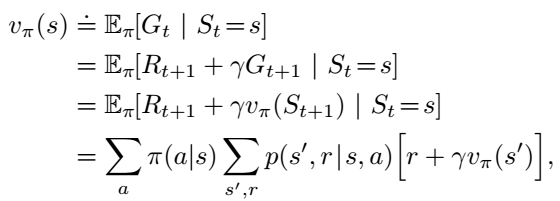 v_π(s) ≐ 𝔼_π[G_t | S_t = s]
= 𝔼_π[R_{t+1} + γG_{t+1} | S_t = s]
= 𝔼_π[R_{t+1} + γv_π(S_{t+1}) | S_t = s]
= ∑_a π(a|s) ∑_{s',r} p(s', r|s, a)[r + γv_π(s')],